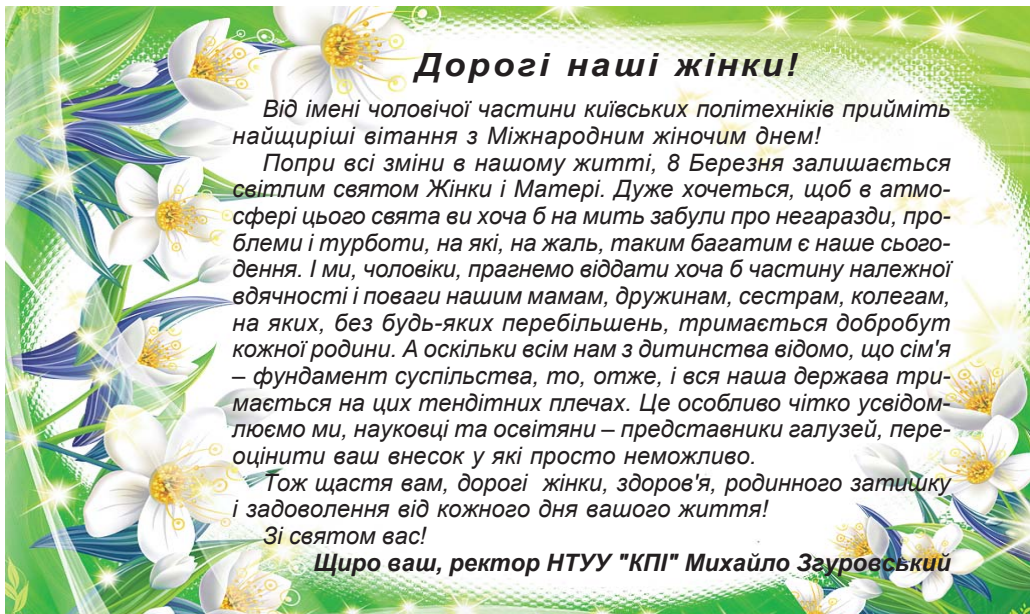 Дорогі наші жінки!
Від імені чоловічої частини київських політехніків прийміть
найщиріші вітання з Міжнародним жіночим днем!
Попри всі зміни в нашому житті, 8 Березня залишається
світлим святом Жінки і Матері. Дуже хочеться, щоб в атмо-
сфері цього свята ви хоча б на мить забули про негаразди, про-
блеми і турботи, на які, на жаль, таким багатим є наше сього-
дення. І ми, чоловіки, прагнемо віддати хоча б частину належної
вдячності і поваги нашим мамам, дружинам, сестрам, колегам,
на яких, без будь-яких перебільшень, тримається добробут
кожної родини. А оскільки всім нам з дитинства відомо, що сім'я
– фундамент суспільства, то, отже, і вся наша держава три-
мається на цих тендітних плечах. Це особливо чітко усвідом-
люємо ми, науковці та освітяни – представники галузей, пере-
оцінити ваш внесок у які просто неможливо.
Тож щастя вам, дорогі жінки, здоров'я, родинного затишку
і задоволення від кожного дня вашого життя!
Зі святом вас!
Щиро ваш, ректор НТУУ "КПІ" Михайло Згуровський